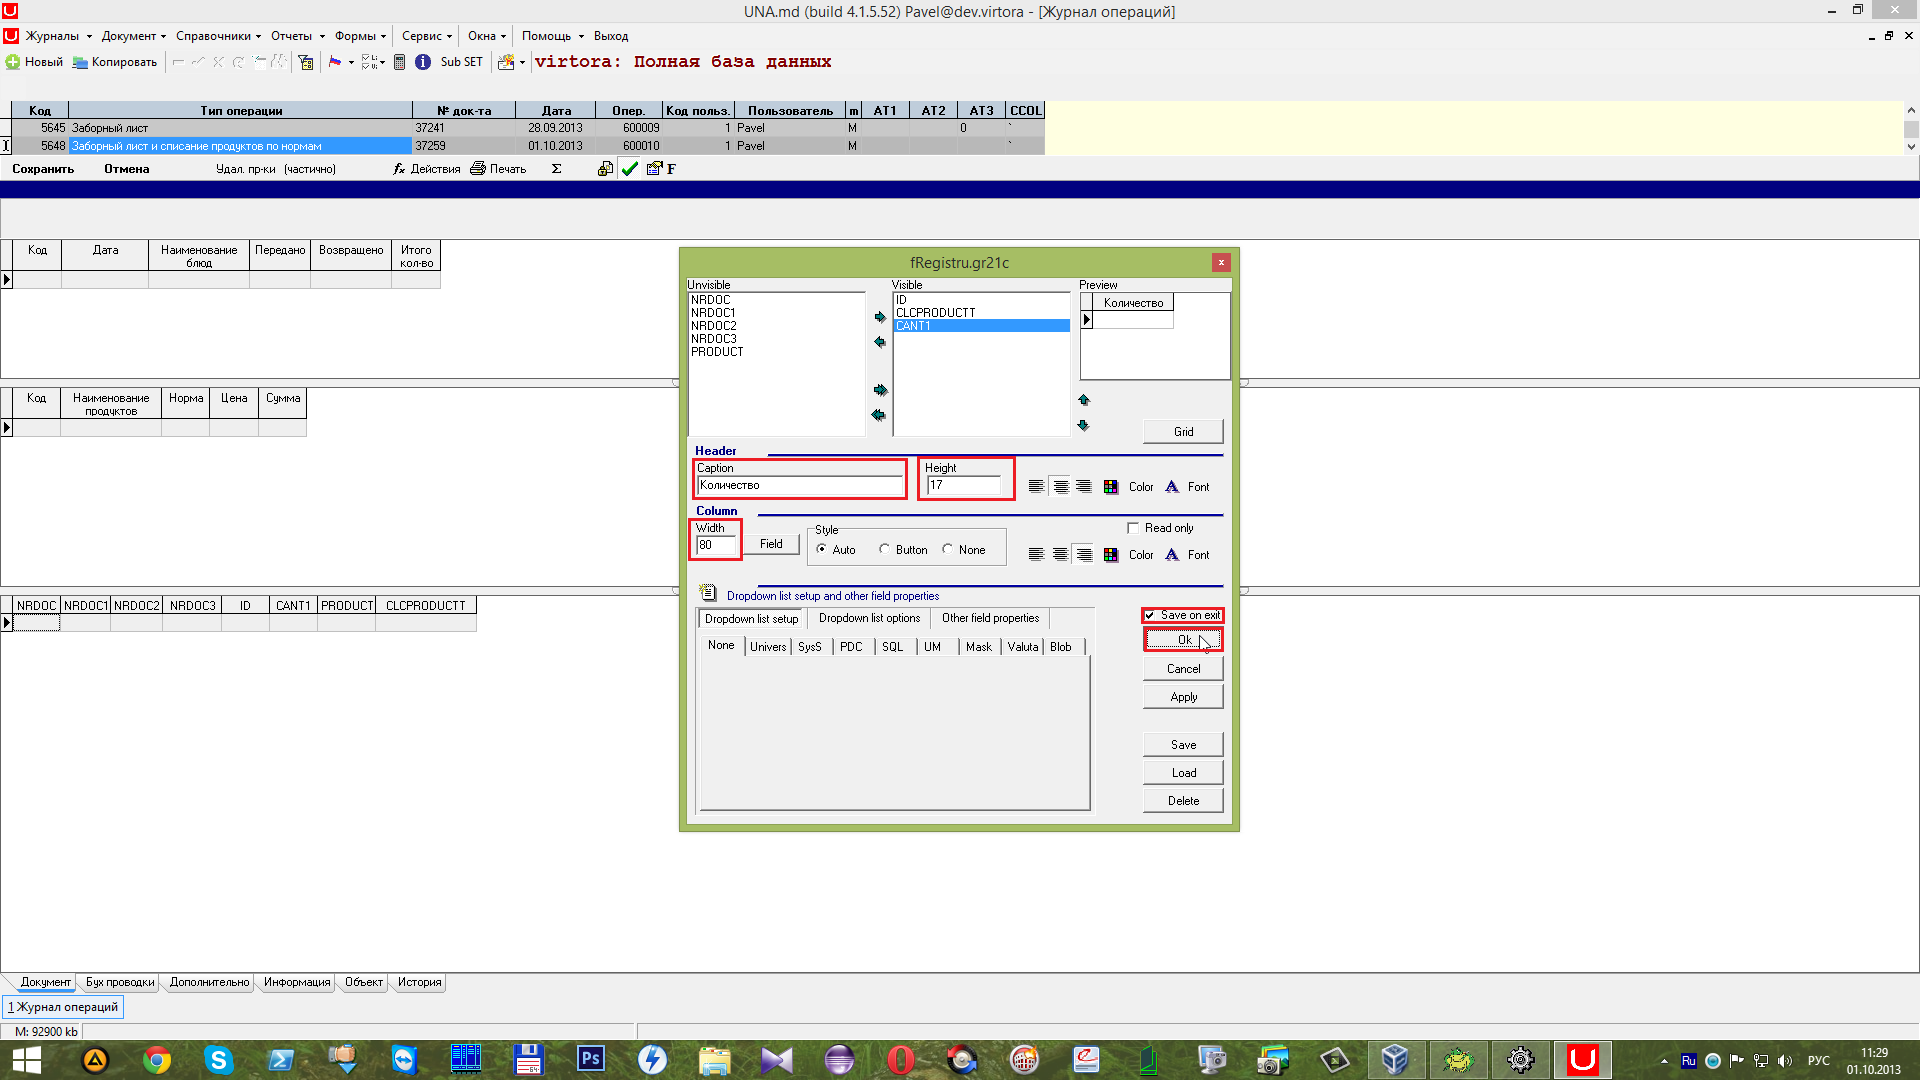 UNA.md (build 4.1.5.52) Pavel@dev.virtora - [Журнал операций]
Журналы Документ Справочники Отчеты Формы Сервис Окна Помощь Выход
Новый Копировать Sub SET virtora: Полная база данных
Код Тип операции № док-та Дата Опер. Код польз. Пользователь m AT1 AT2 AT3 CCOL
5645 Заборный лист 37241 28.09.2013 600009 1 Pavel M 0 `
5648 Заборный лист и списание продуктов по нормам 37259 01.10.2013 600010 1 Pavel M `
Сохранить Отмена Удал. пр-ки (частично) fx Действия Печать Σ F
Код Дата Наименование блюд Передано Возвращено Итого кол-во
Код Наименование продуктов Норма Цена Сумма
NRDOC NRDOC1 NRDOC2 NRDOC3 ID CANT1 PRODUCT CLCPRODUCTT
fRegistru.gr21c
Unvisible Visible Preview
NRDOC
NRDOC1
NRDOC2
NRDOC3
PRODUCT
ID
CLCPRODUCTT
CANT1
Количество
Grid
Header
Caption Height
Количество 17 Color Font
Column
Width Style Read only
80 Field Auto Button None Color Font
Dropdown list setup and other field properties
Dropdown list setup Dropdown list options Other field properties
None Univers SysS PDC SQL UM Mask Valuta Blob
Save on exit
Ok
Cancel
Apply
Save
Load
Delete
Документ Бух проводки Дополнительно Информация Объект История
1 Журнал операций
M: 92900 kb
Ps
Ru РУС 11:29
01.10.2013